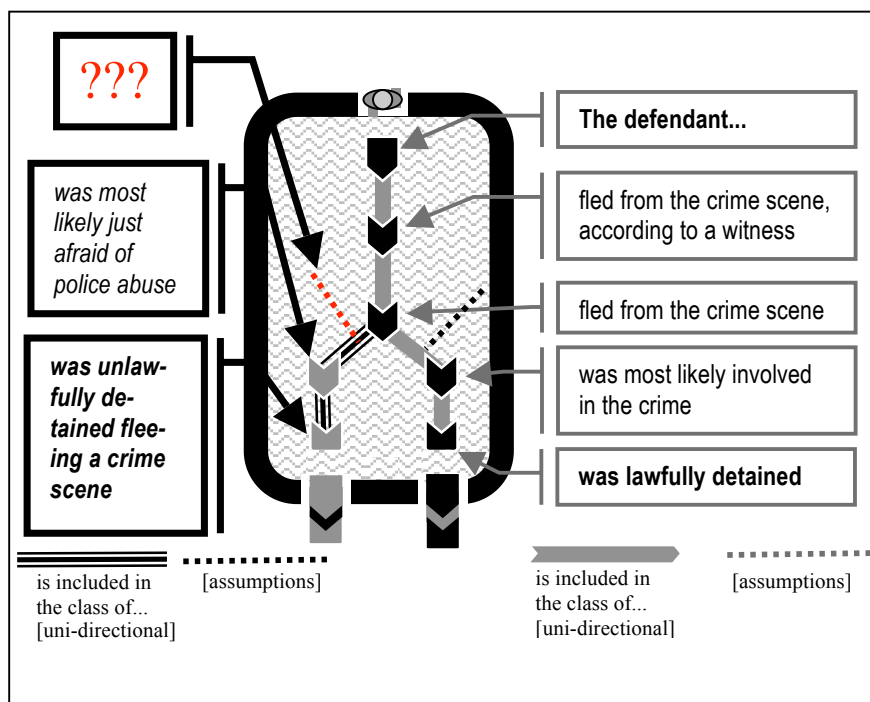 ???
was most
likely just
afraid of
police abuse
was unlaw-
fully de-
tained flee-
ing a crime
scene
The defendant...
fled from the crime scene,
according to a witness
fled from the crime scene
was most likely involved
in the crime
was lawfully detained
is included in
the class of...
[uni-directional]
[assumptions]
is included in
the class of...
[uni-directional]
[assumptions]